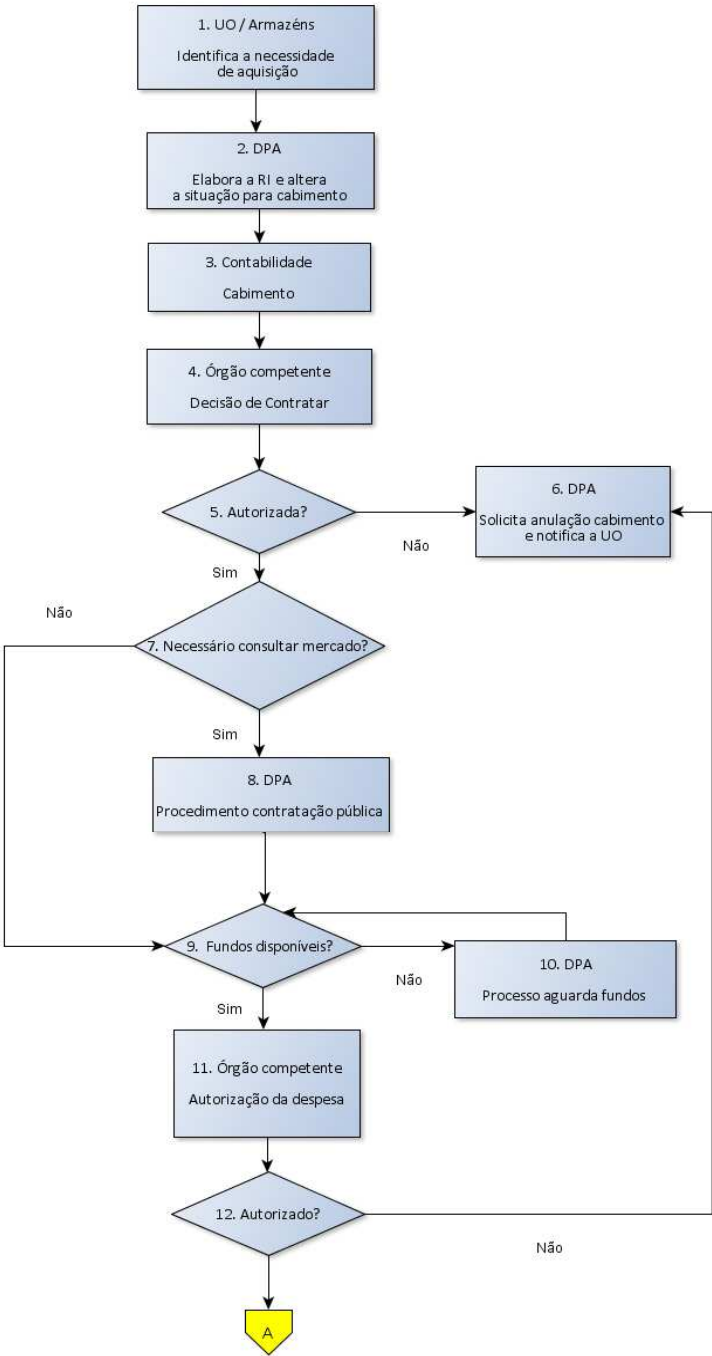 1. UO / Armazéns
Identifica a necessidade
de aquisição
2. DPA
Elabora a RI e altera
a situação para cabimento
3. Contabilidade
Cabimento
4. Órgão competente
Decisão de Contratar
5. Autorizada?
Não
6. DPA
Solicita anulação cabimento
e notifica a UO
Sim
Não
7. Necessário consultar mercado?
Sim
8. DPA
Procedimento contratação pública
9. Fundos disponíveis?
Não
10. DPA
Processo aguarda fundos
Sim
11. Órgão competente
Autorização da despesa
12. Autorizado?
Não
A